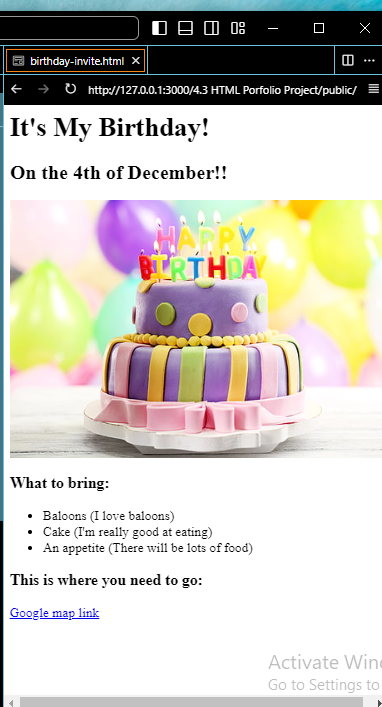 birthday-invite.html
http://127.0.0.1:3000/4.3 HTML Porfolio Project/public/
It's My Birthday!
On the 4th of December!!
HAPPY
BIRTHDAY
What to bring:
Baloons (I love baloons)
Cake (I'm really good at eating)
An appetite (There will be lots of food)
This is where you need to go:
Google map link
Activate
Go to Settings to